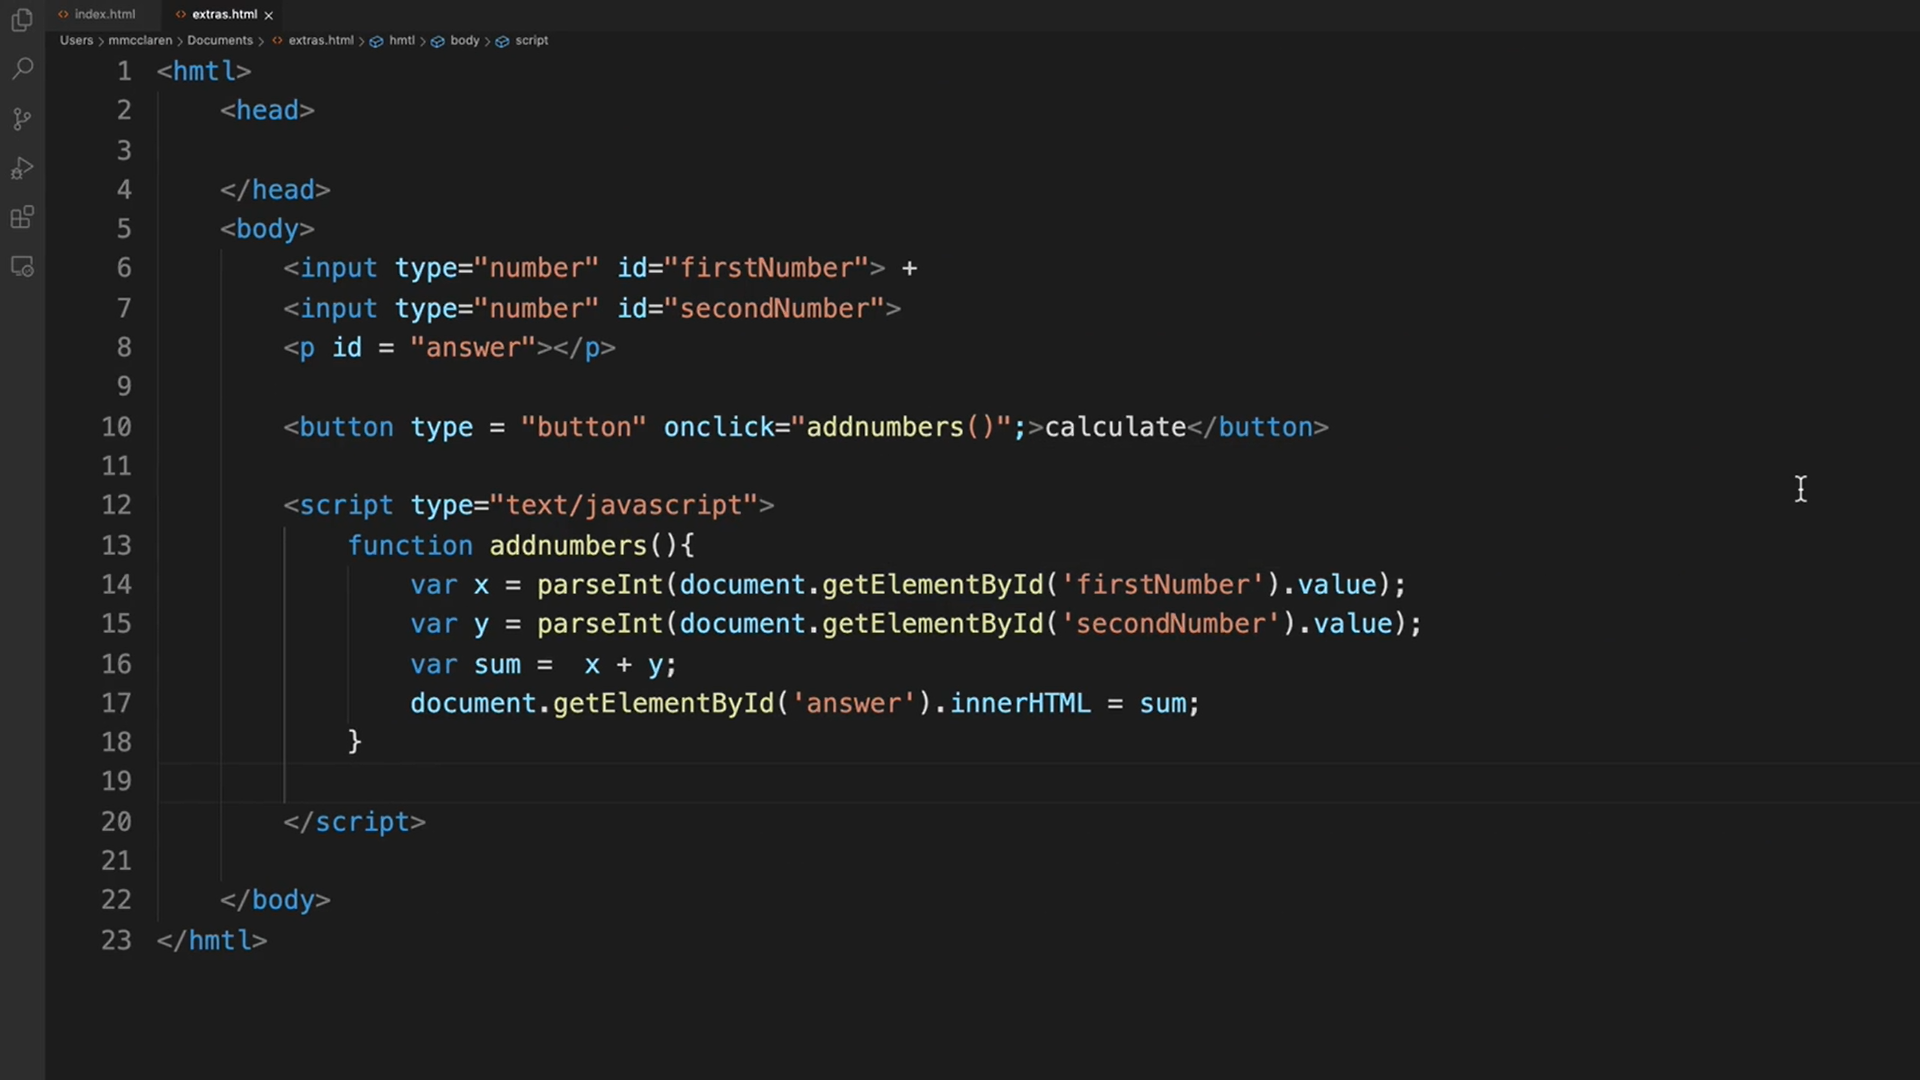 index.html extras.html
Users > mmcclaren > Documents > extras.html > hmtl > body > script
1 <hmtl>
2 <head>
3
4 </head>
5 <body>
6 <input type="number" id="firstNumber"> +
7 <input type="number" id="secondNumber">
8 <p id = "answer"></p>
9
10 <button type = "button" onclick="addnumbers()";>calculate</button>
11
12 <script type="text/javascript">
13 function addnumbers(){
14 var x = parseInt(document.getElementById('firstNumber').value);
15 var y = parseInt(document.getElementById('secondNumber').value);
16 var sum =  x + y;
17 document.getElementById('answer').innerHTML = sum;
18 }
19
20 </script>
21
22 </body>
23 </hmtl>